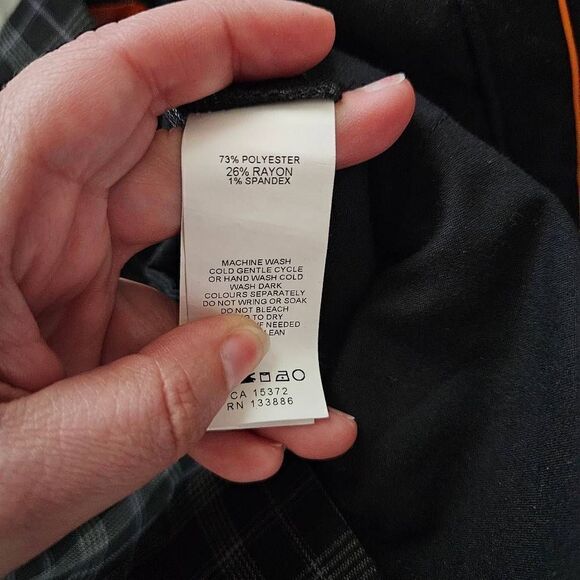 73% POLYESTER
26% RAYON
1% SPANDEX
MACHINE WASH
COLD GENTLE CYCLE
OR HAND WASH COLD
WASH DARK
COLOURS SEPARATELY
DO NOT WRING OR SOAK
DO NOT BLEACH
TO DRY
NEEDED
CA 15372
RN 133886